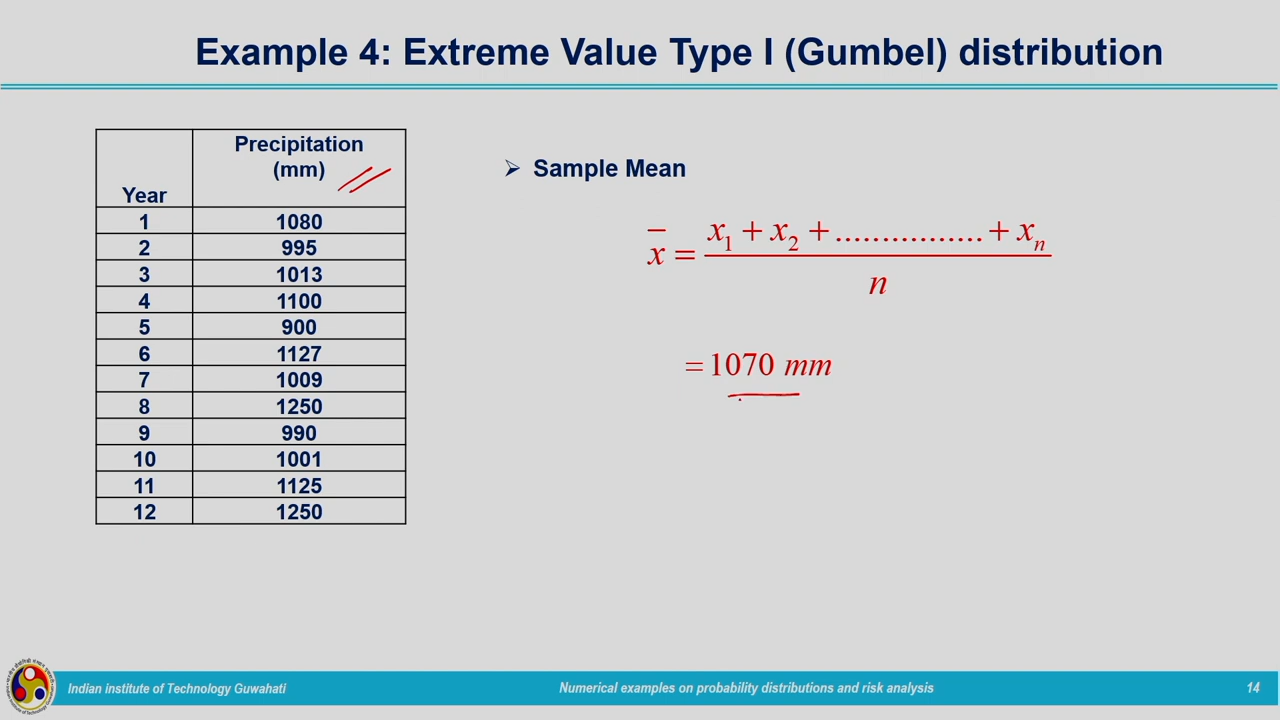 Example 4: Extreme Value Type I (Gumbel) distribution
Year Precipitation (mm)
1 1080
2 995
3 1013
4 1100
5 900
6 1127
7 1009
8 1250
9 990
10 1001
11 1125
12 1250
➢ Sample Mean
x̄ = (x₁ + x₂ + ................ + xₙ) / n
= 1070 mm
Indian institute of Technology Guwahati
Numerical examples on probability distributions and risk analysis
14